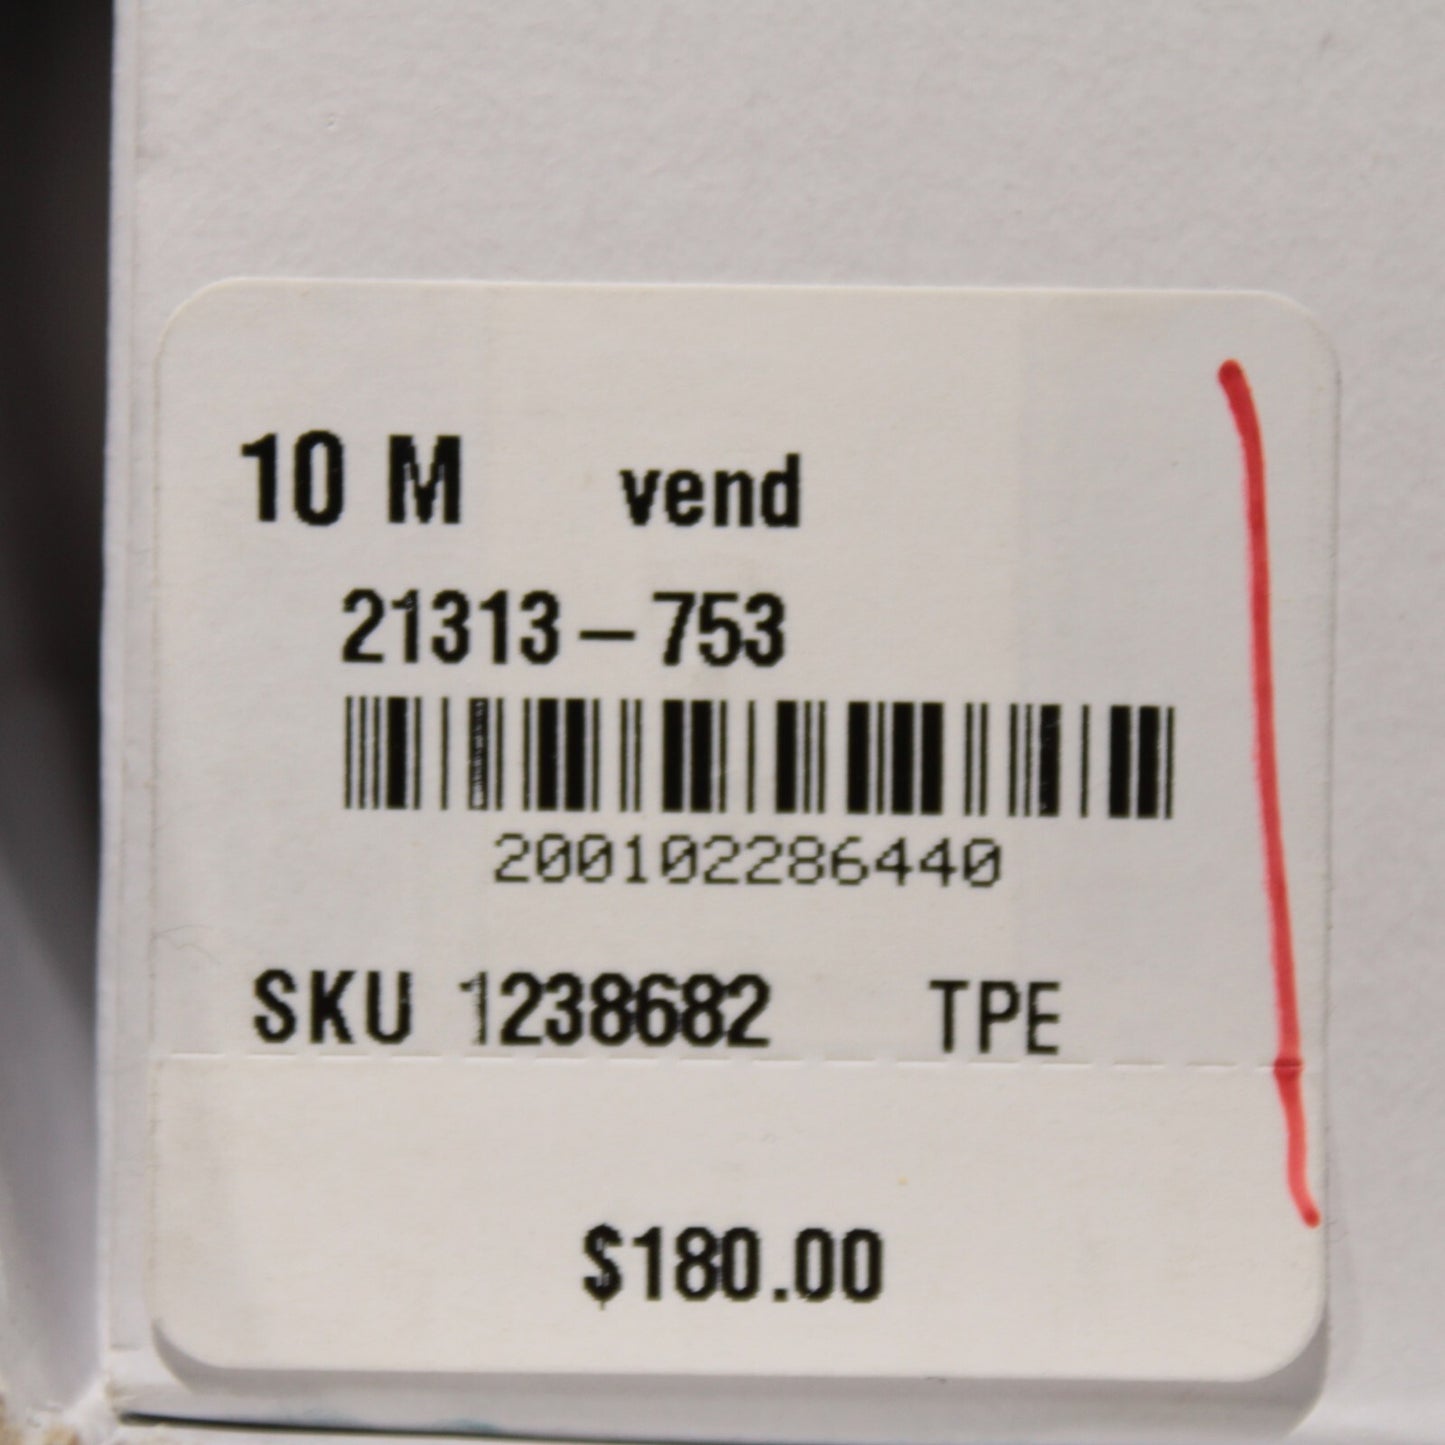 10 M vend
21313-753
200102286440
SKU 1238682 TPE
$180.00